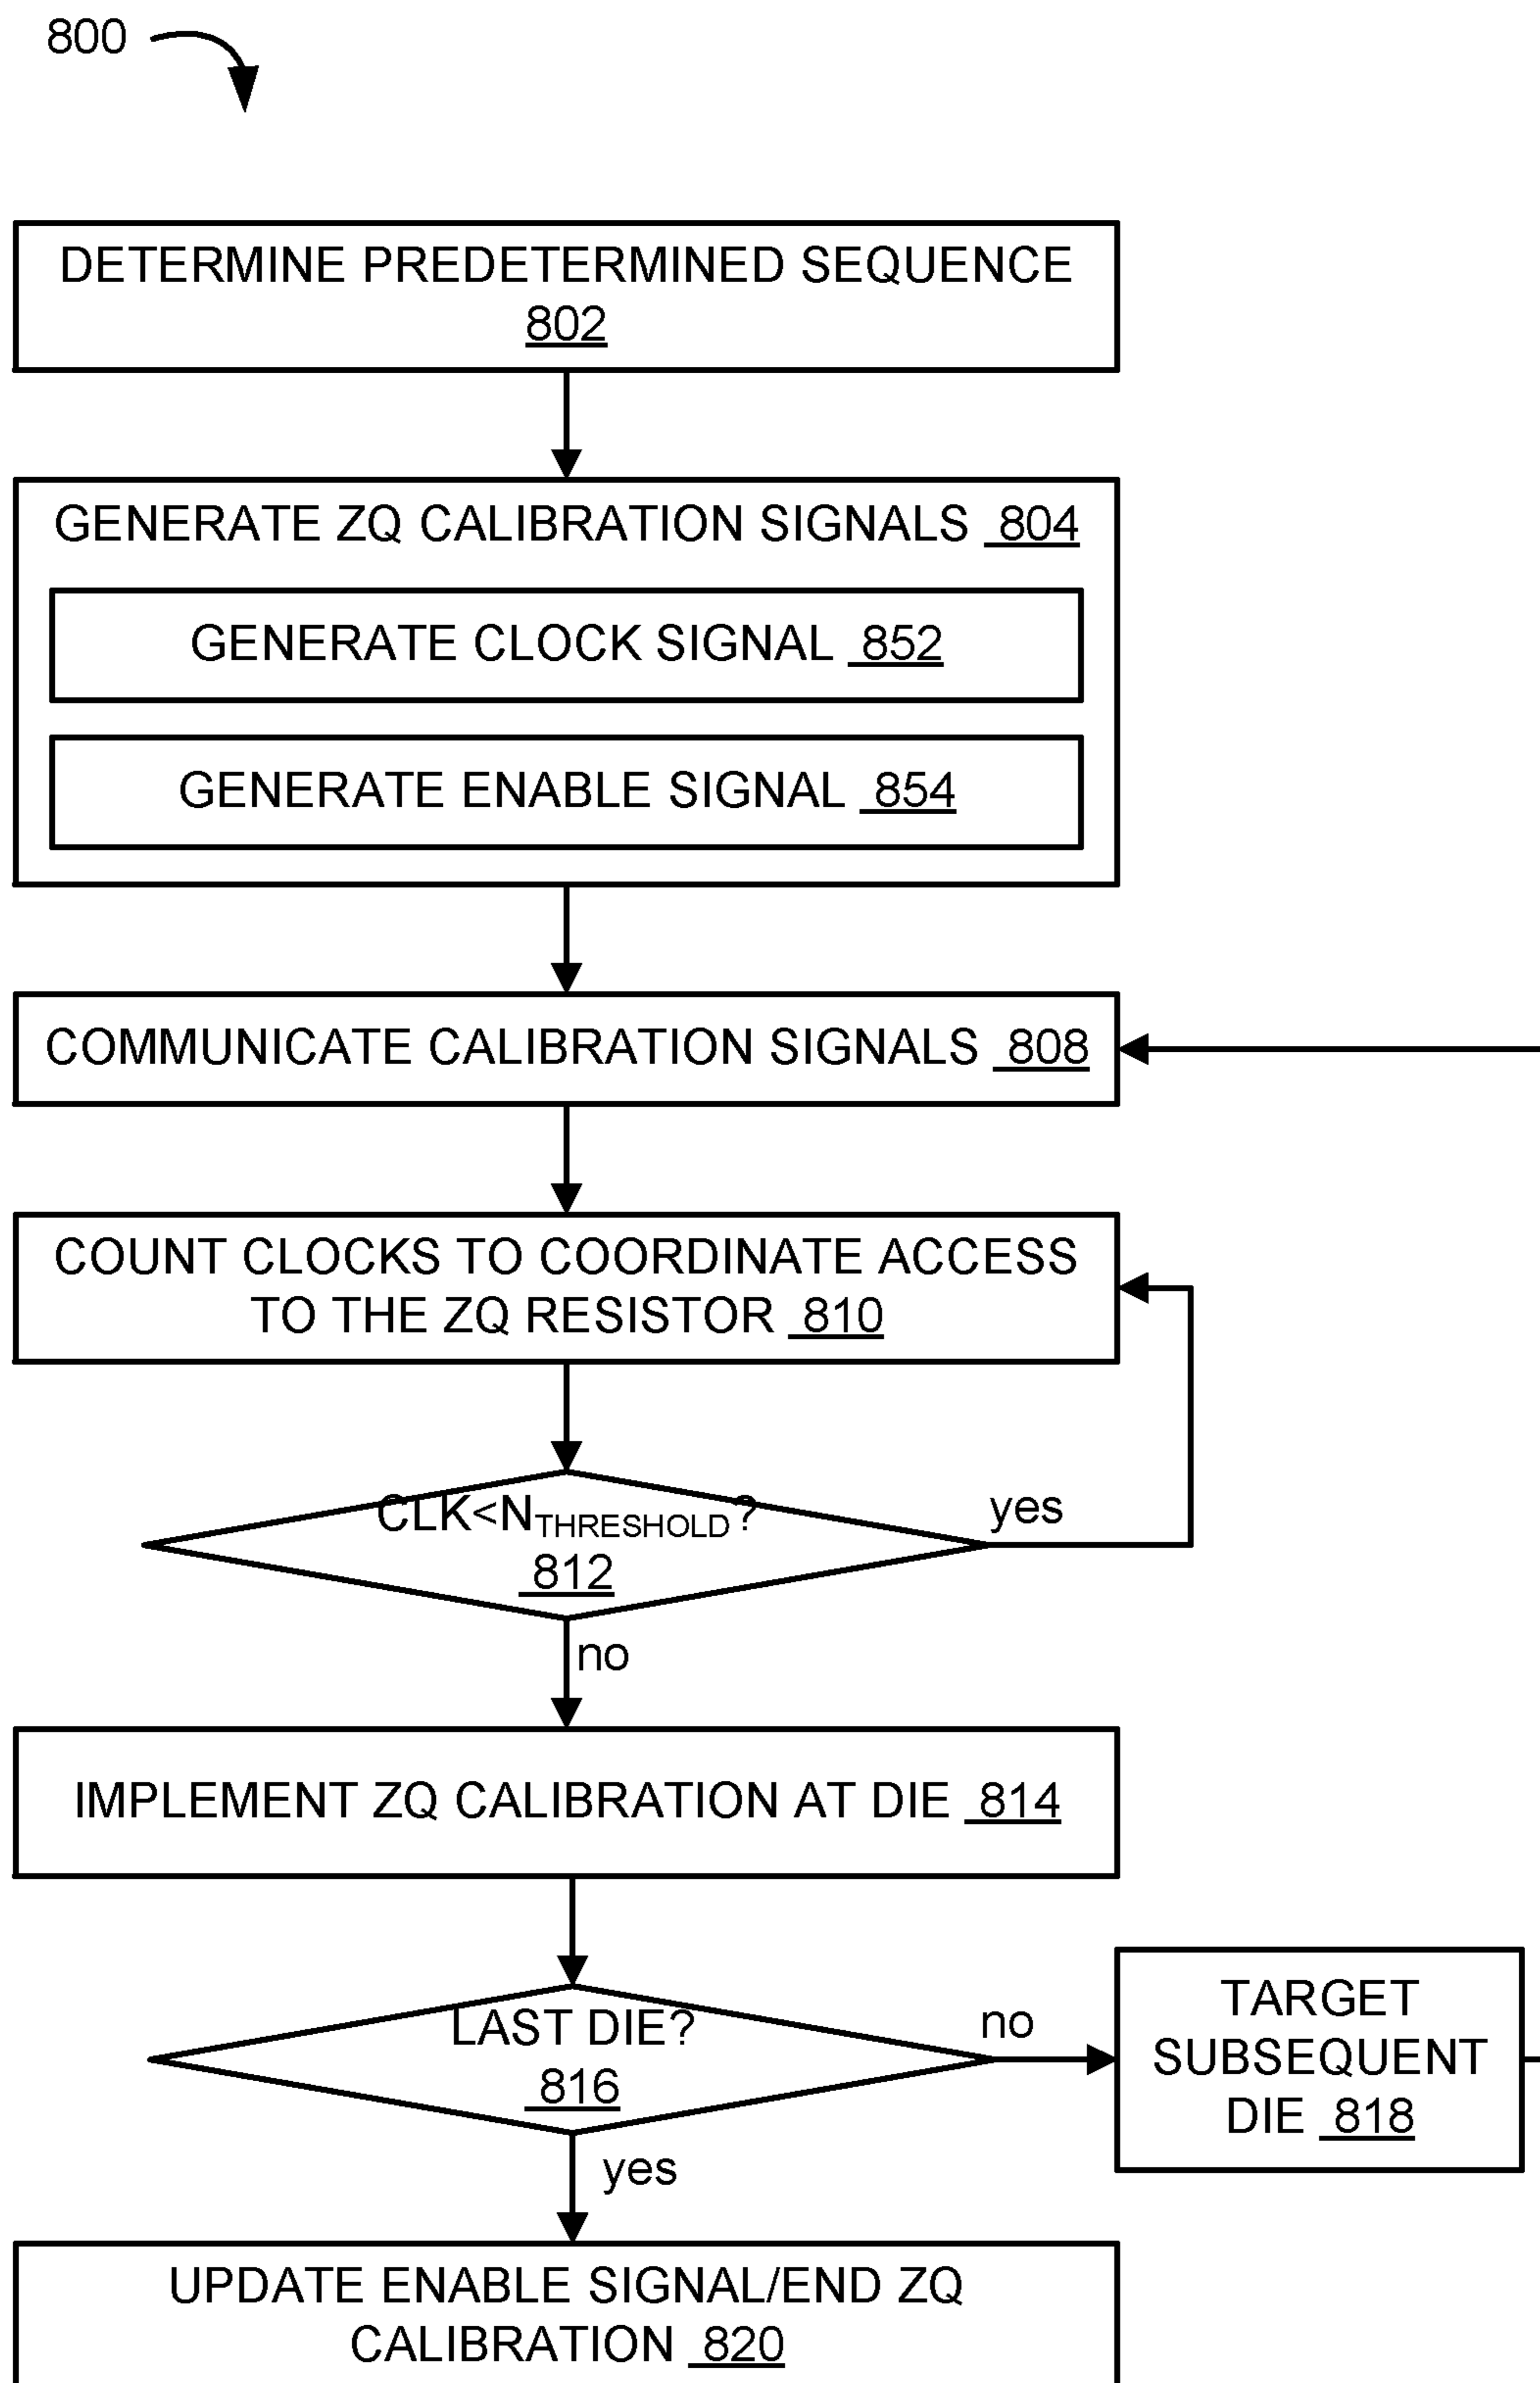 800
DETERMINE PREDETERMINED SEQUENCE
802
GENERATE ZQ CALIBRATION SIGNALS 804
GENERATE CLOCK SIGNAL 852
GENERATE ENABLE SIGNAL 854
COMMUNICATE CALIBRATION SIGNALS 808
COUNT CLOCKS TO COORDINATE ACCESS
TO THE ZQ RESISTOR 810
CLK<NTHRESHOLD?
812
yes
no
IMPLEMENT ZQ CALIBRATION AT DIE 814
LAST DIE?
816
no
TARGET
SUBSEQUENT
DIE 818
yes
UPDATE ENABLE SIGNAL/END ZQ
CALIBRATION 820